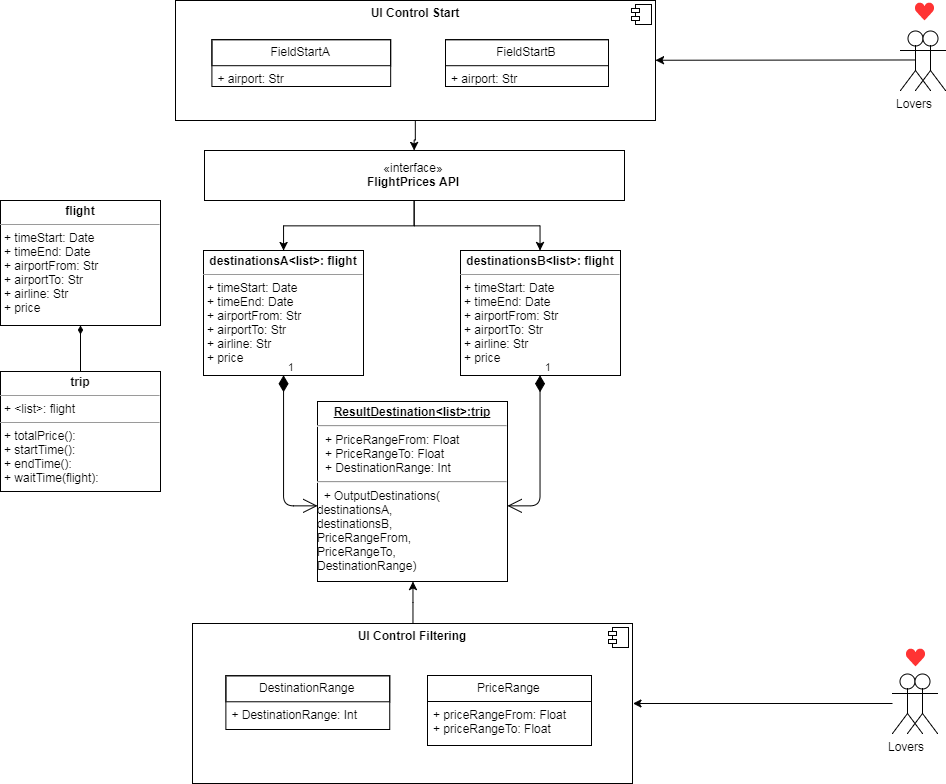 UI Control Start
FieldStartA
+ airport: Str
FieldStartB
+ airport: Str
Lovers
«interface»
FlightPrices API
flight
+ timeStart: Date
+ timeEnd: Date
+ airportFrom: Str
+ airportTo: Str
+ airline: Str
+ price
destinationsA<list>: flight
+ timeStart: Date
+ timeEnd: Date
+ airportFrom: Str
+ airportTo: Str
+ airline: Str
+ price
1
destinationsB<list>: flight
+ timeStart: Date
+ timeEnd: Date
+ airportFrom: Str
+ airportTo: Str
+ airline: Str
+ price
1
trip
+ <list>: flight
+ totalPrice():
+ startTime():
+ endTime():
+ waitTime(flight):
ResultDestination<list>:trip
+ PriceRangeFrom: Float
+ PriceRangeTo: Float
+ DestinationRange: Int
+ OutputDestinations(
destinationsA,
destinationsB,
PriceRangeFrom,
PriceRangeTo,
DestinationRange)
UI Control Filtering
DestinationRange
+ DestinationRange: Int
PriceRange
+ priceRangeFrom: Float
+ priceRangeTo: Float
Lovers